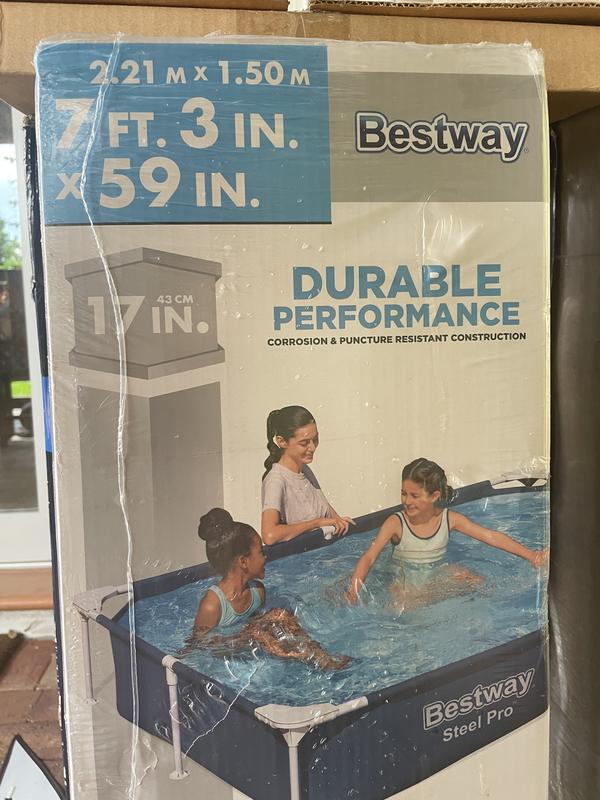 2.21 M X 1.50 M
7 FT. 3 IN.
X 59 IN.
Bestway
43 CM
17 IN.
DURABLE
PERFORMANCE
CORROSION & PUNCTURE RESISTANT CONSTRUCTION
Bestway
Steel Pro